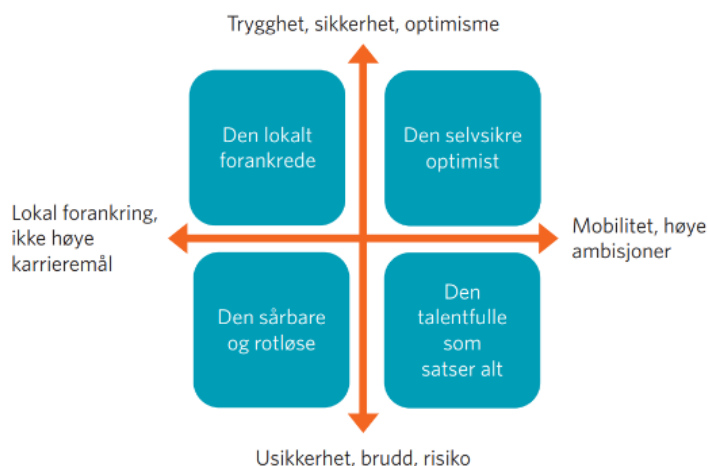 Trygghet, sikkerhet, optimisme
Den lokalt
forankrede
Den selvsikre
optimist
Lokal forankring,
ikke høye
karrieremål
Mobilitet, høye
ambisjoner
Den sårbare
og rotløse
Den
talentfulle
som
satser alt
Usikkerhet, brudd, risiko